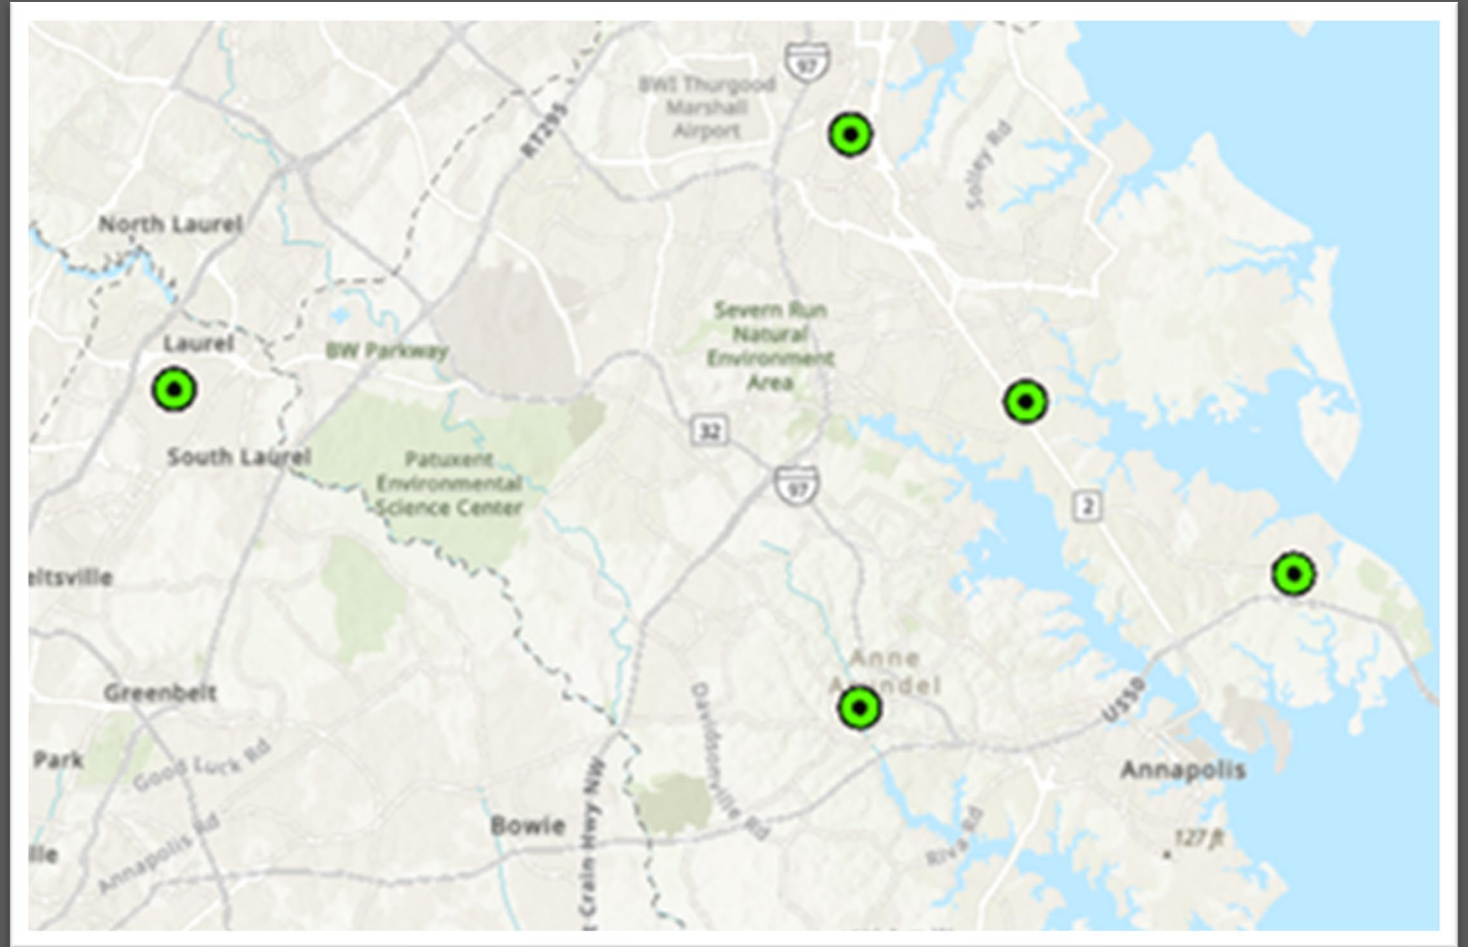 97
BWI Thurgood
Marshall
Airport
RT295
Solley Rd
North Laurel
Severn Run
Natural
Environment
Area
Laurel
BW Parkway
32
South Laurel
Patuxent
Environmental
Science Center
97
2
eltsville
Anne
Arundel
Greenbelt
Davidsonville Rd
US50
Park
Good Luck Rd
Annapolis
Bowie
Crain Hwy NW
127 ft
Riva Rd
lle
Annapolis Rd